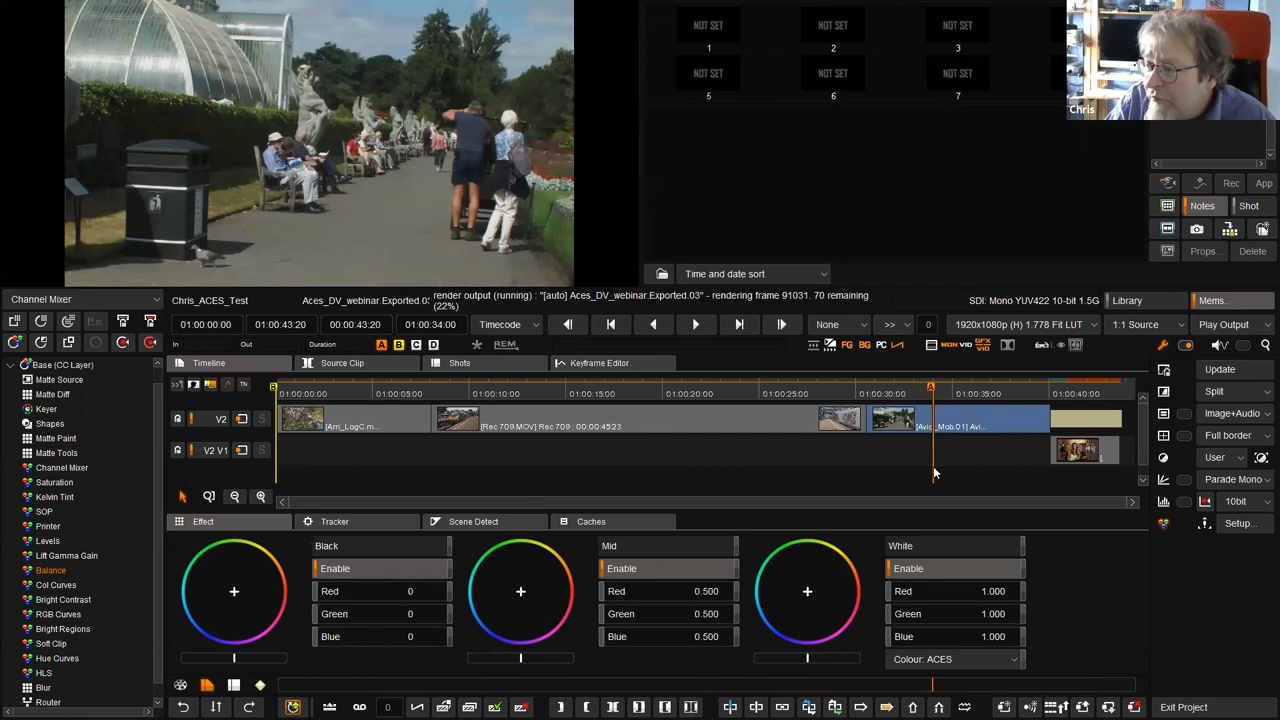 NOT SET NOT SET NOT SET
1 2 3
NOT SET NOT SET NOT SET
5 6 7
Chris
Rec App
Notes Shot
Props... Delete
Time and date sort
Channel Mixer
Chris_ACES_Test Aces_DV_webinar.Exported.03 render output (running) : "[auto] Aces_DV_webinar.Exported.03" - rendering frame 91031. 70 remaining
(22%)
SDI: Mono YUV422 10-bit 1.5G Library Mems..
01:00:00:00 01:00:43:20 00:00:43:20 01:00:34:00 Timecode None >> 0 1920x1080p (H) 1.778 Fit LUT 1:1 Source Play Output
In Out Duration A B C D REM FG BG PC MON VID GFX VID
Base (CC Layer)
Matte Source
Matte Diff
Keyer
Shapes
Matte Paint
Matte Tools
Channel Mixer
Saturation
Kelvin Tint
SOP
Printer
Levels
Lift Gamma Gain
Balance
Col Curves
Bright Contrast
RGB Curves
Bright Regions
Soft Clip
Hue Curves
HLS
Blur
Router
Timeline Source Clip Shots Keyframe Editor
TN B A
01:00:00:00 01:00:05:00 01:00:10:00 01:00:15:00 01:00:20:00 01:00:25:00 01:00:30:00 01:00:35:00 01:00:40:00
V2 [Arri_LogC.m... [Rec 709.MOV] Rec 709 : 00:00:45:23 Avi...
V2 V1
Effect Tracker Scene Detect Caches
Black Mid White
Enable Enable Enable
Red 0 Red 0.500 Red 1.000
Green 0 Green 0.500 Green 1.000
Blue 0 Blue 0.500 Blue 1.000
Colour: ACES
0
Update
Split
Image+Audio
Full border
User
Parade Mono
10bit
Setup...
Exit Project